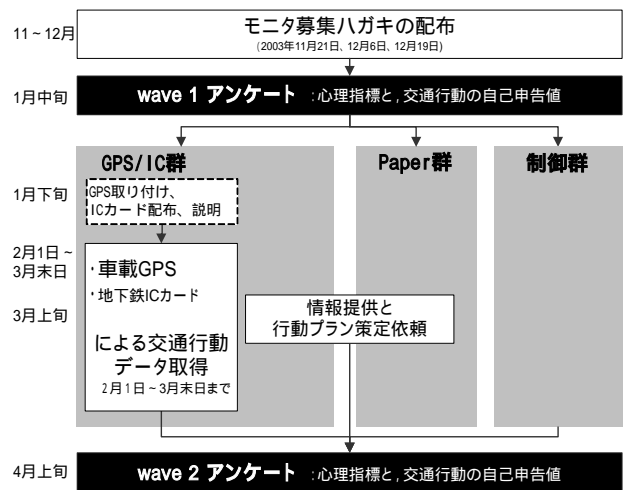 11～12月
モニタ募集ハガキの配布
(2003年11月21日、12月6日、12月19日)
1月中旬
wave 1 アンケート :心理指標と,交通行動の自己申告値
GPS/IC群
Paper群
制御群
1月下旬
GPS取り付け、
ICカード配布、説明
2月1日～
3月末日
・車載GPS
・地下鉄ICカード
による交通行動
データ取得
2月1日～3月末日まで
3月上旬
情報提供と
行動プラン策定依頼
4月上旬
wave 2 アンケート :心理指標と,交通行動の自己申告値